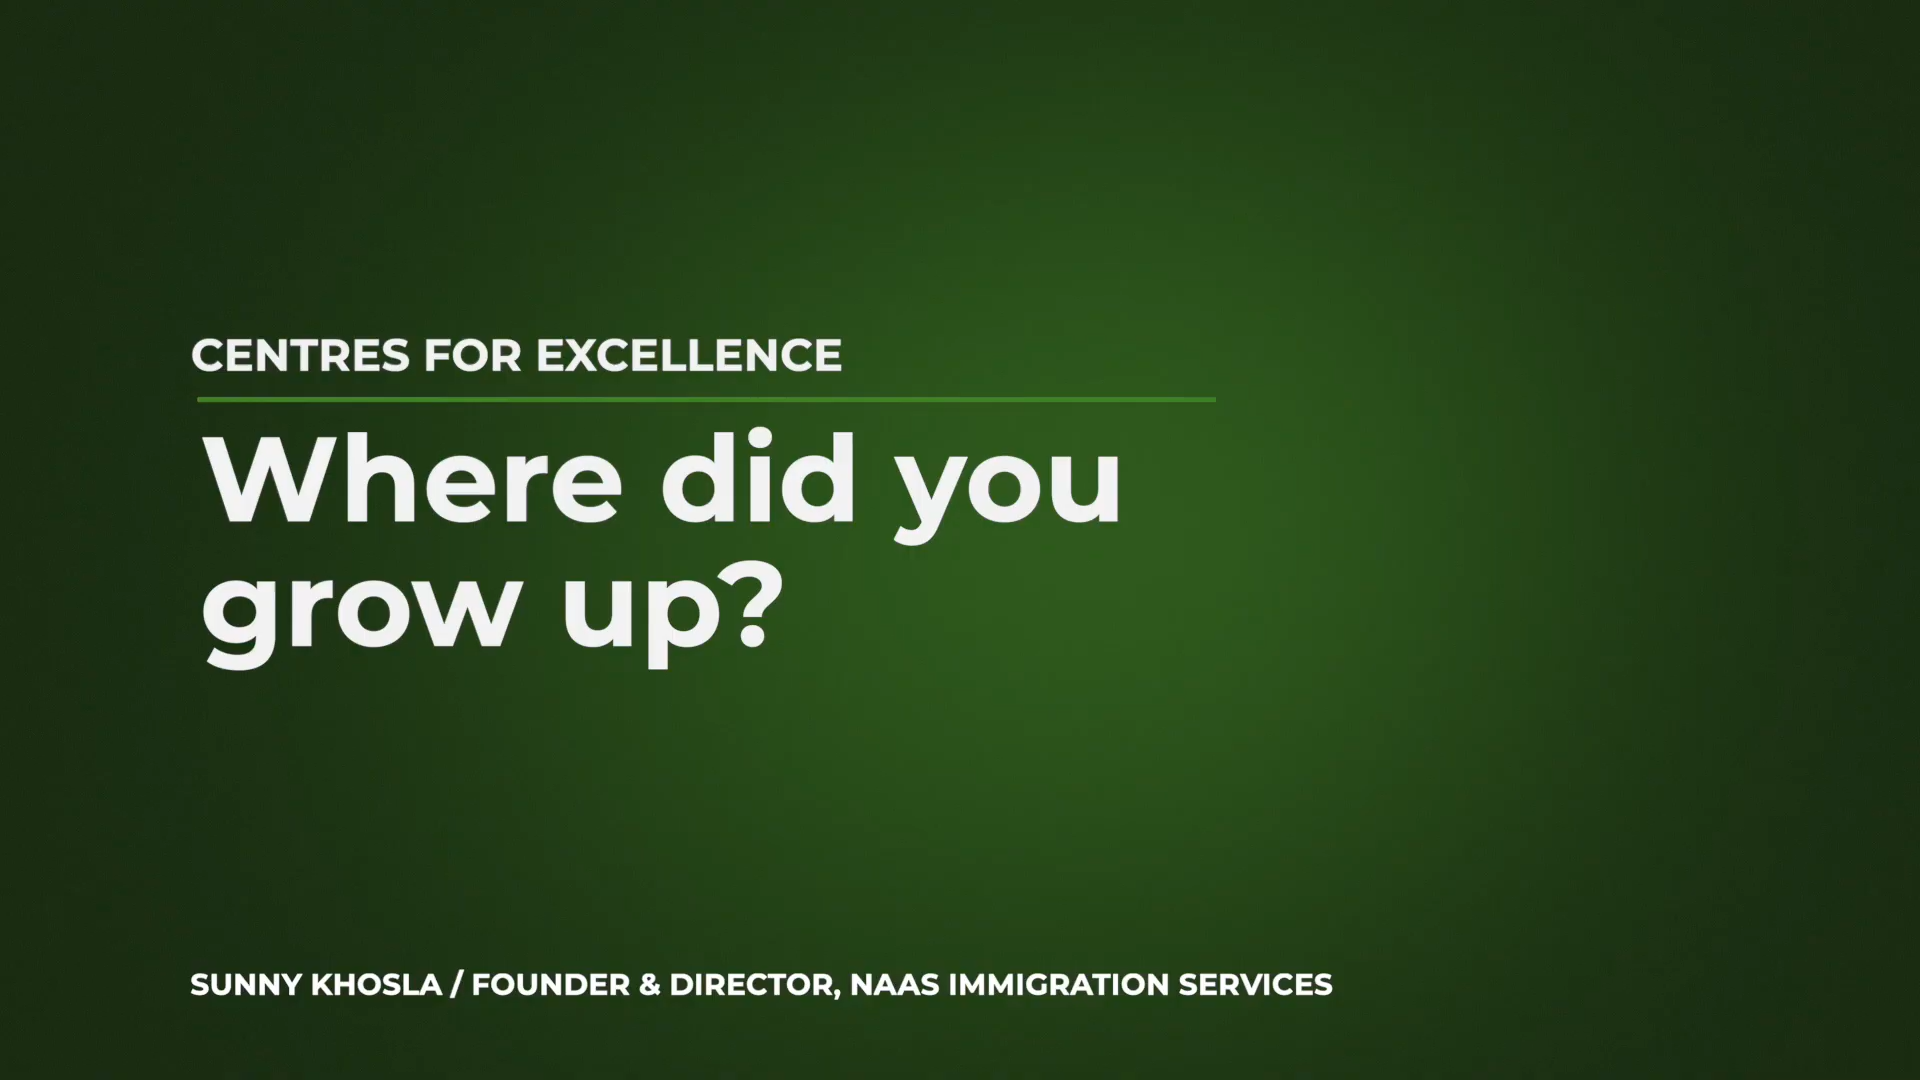 CENTRES FOR EXCELLENCE
Where did you
grow up?
SUNNY KHOSLA / FOUNDER & DIRECTOR, NAAS IMMIGRATION SERVICES